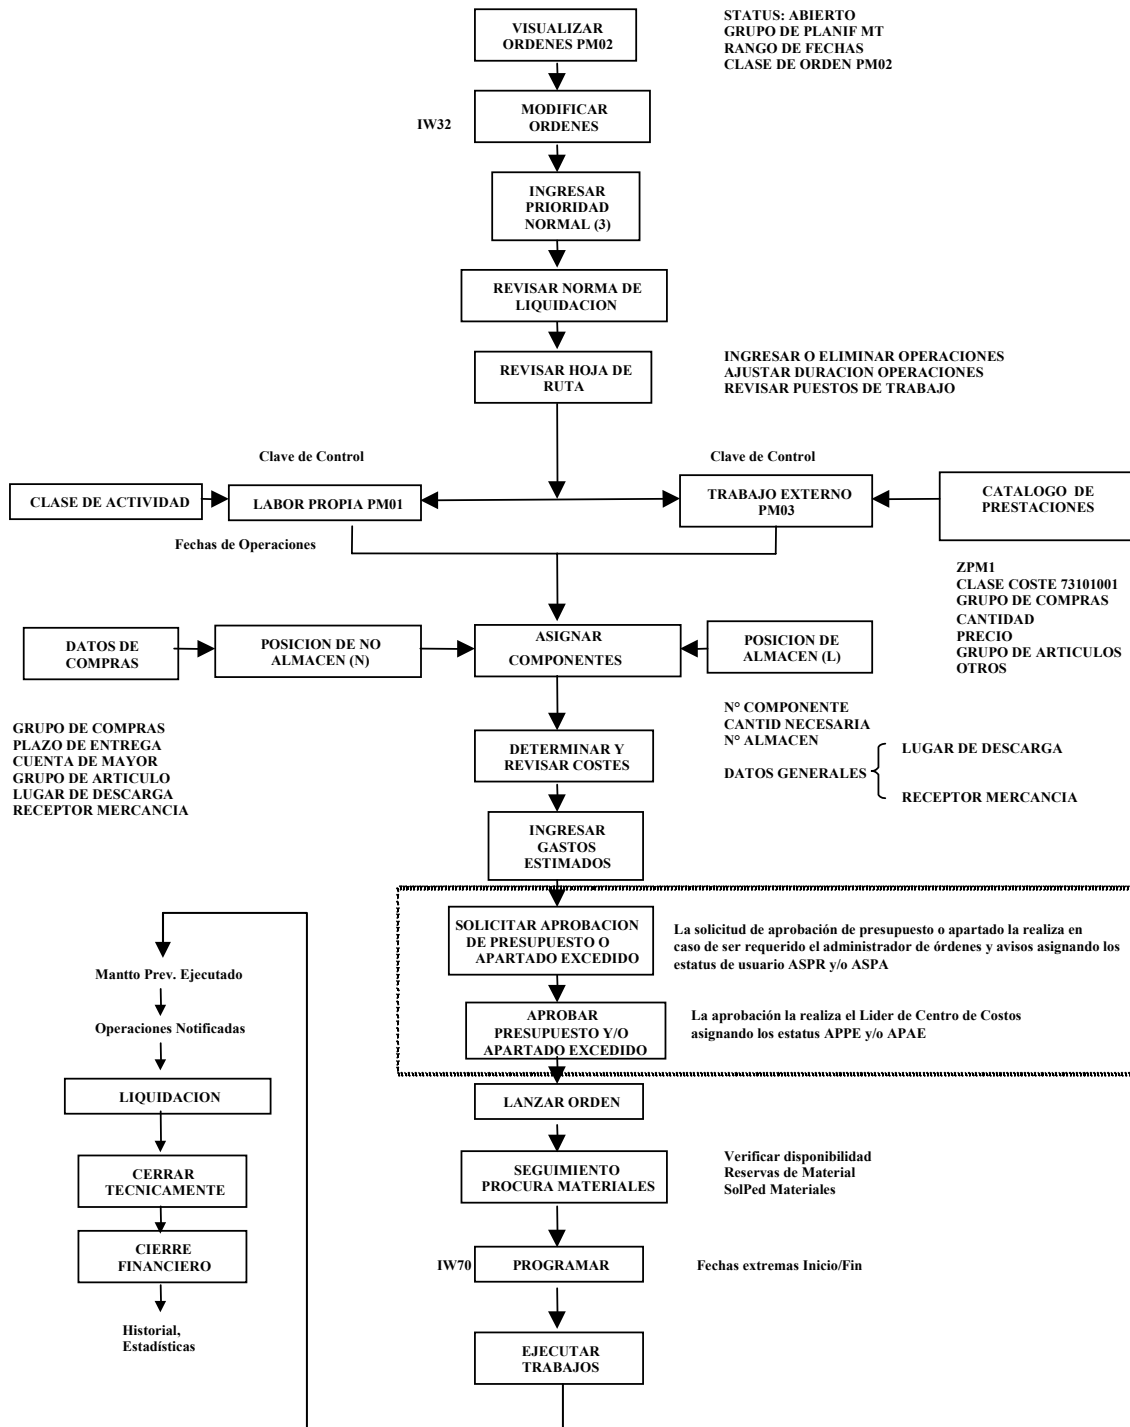 VISUALIZAR
ORDENES PM02
STATUS: ABIERTO
GRUPO DE PLANIF MT
RANGO DE FECHAS
CLASE DE ORDEN PM02
IW32
MODIFICAR
ORDENES
INGRESAR
PRIORIDAD
NORMAL (3)
REVISAR NORMA DE
LIQUIDACION
REVISAR HOJA DE
RUTA
INGRESAR O ELIMINAR OPERACIONES
AJUSTAR DURACION OPERACIONES
REVISAR PUESTOS DE TRABAJO
Clave de Control
Clave de Control
CLASE DE ACTIVIDAD
LABOR PROPIA PM01
TRABAJO EXTERNO
PM03
CATALOGO DE
PRESTACIONES
Fechas de Operaciones
ZPM1
CLASE COSTE 73101001
GRUPO DE COMPRAS
CANTIDAD
PRECIO
GRUPO DE ARTICULOS
OTROS
DATOS DE
COMPRAS
POSICION DE NO
ALMACEN (N)
ASIGNAR
COMPONENTES
POSICION DE
ALMACEN (L)
GRUPO DE COMPRAS
PLAZO DE ENTREGA
CUENTA DE MAYOR
GRUPO DE ARTICULO
LUGAR DE DESCARGA
RECEPTOR MERCANCIA
N° COMPONENTE
CANTID NECESARIA
N° ALMACEN
DATOS GENERALES
LUGAR DE DESCARGA
RECEPTOR MERCANCIA
DETERMINAR Y
REVISAR COSTES
INGRESAR
GASTOS
ESTIMADOS
SOLICITAR APROBACION
DE PRESUPUESTO O
APARTADO EXCEDIDO
La solicitud de aprobación de presupuesto o apartado la realiza en
caso de ser requerido el administrador de órdenes y avisos asignando los
estatus de usuario ASPR y/o ASPA
APROBAR
PRESUPUESTO Y/O
APARTADO EXCEDIDO
La aprobación la realiza el Lider de Centro de Costos
asignando los estatus APPE y/o APAE
LANZAR ORDEN
SEGUIMIENTO
PROCURA MATERIALES
Verificar disponibilidad
Reservas de Material
SolPed Materiales
IW70
PROGRAMAR
Fechas extremas Inicio/Fin
EJECUTAR
TRABAJOS
Mantto Prev. Ejecutado
Operaciones Notificadas
LIQUIDACION
CERRAR
TECNICAMENTE
CIERRE
FINANCIERO
Historial,
Estadísticas